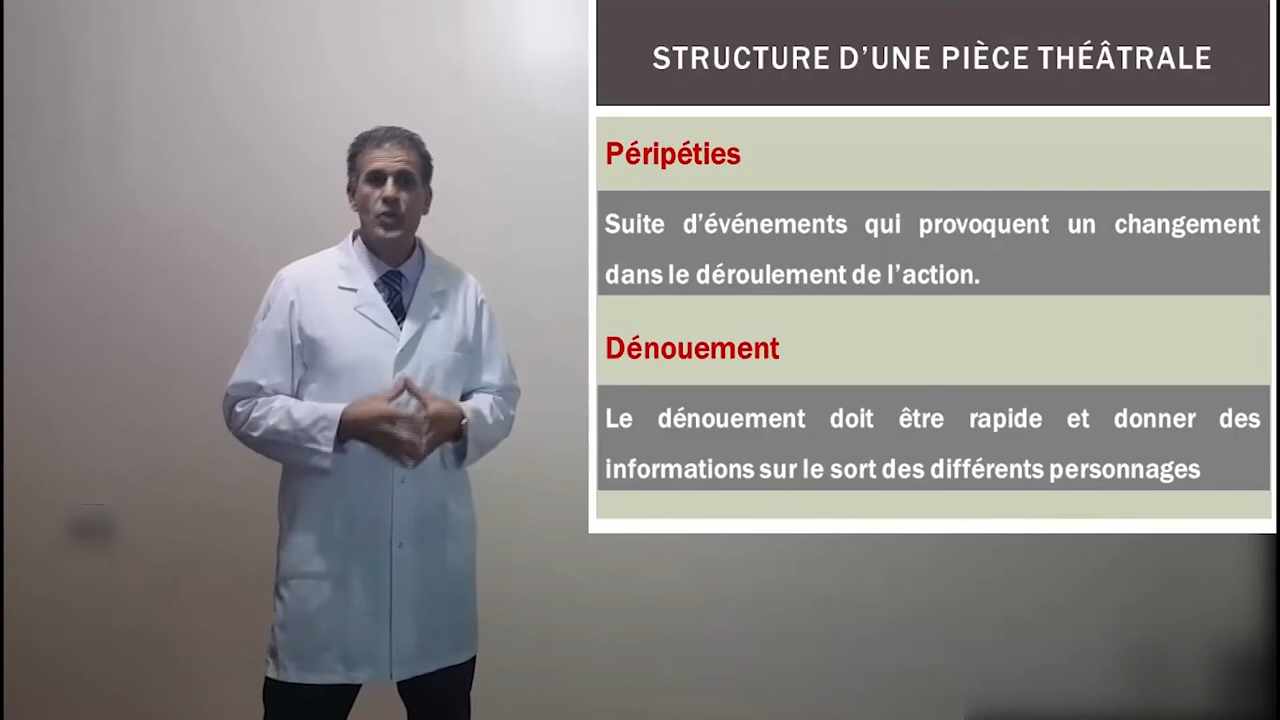 STRUCTURE D’UNE PIÈCE THÉÂTRALE
Péripéties
Suite d’événements qui provoquent un changement
dans le déroulement de l’action.
Dénouement
Le dénouement doit être rapide et donner des
informations sur le sort des différents personnages